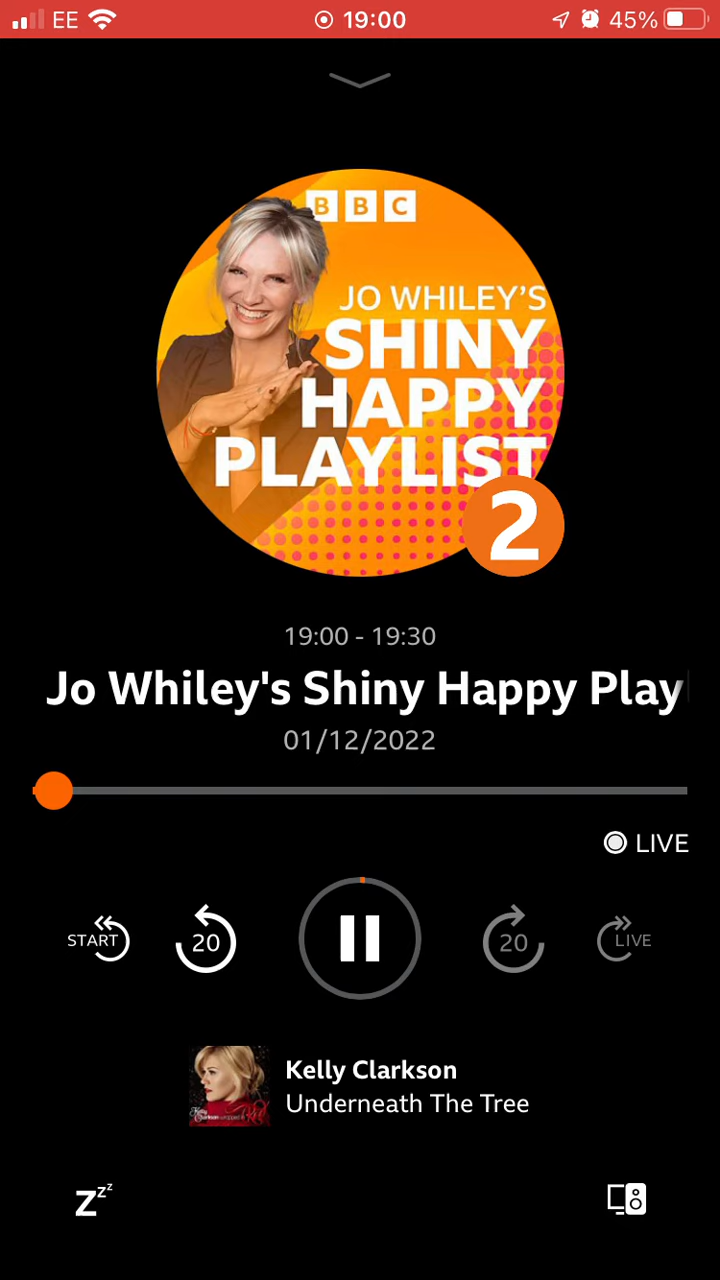 EE 19:00 45%
BBC
JO WHILEY'S
SHINY
HAPPY
PLAYLIST
2
19:00 - 19:30
Jo Whiley's Shiny Happy Play
01/12/2022
LIVE
START 20 20 LIVE
Kelly Clarkson
Underneath The Tree
Zzz